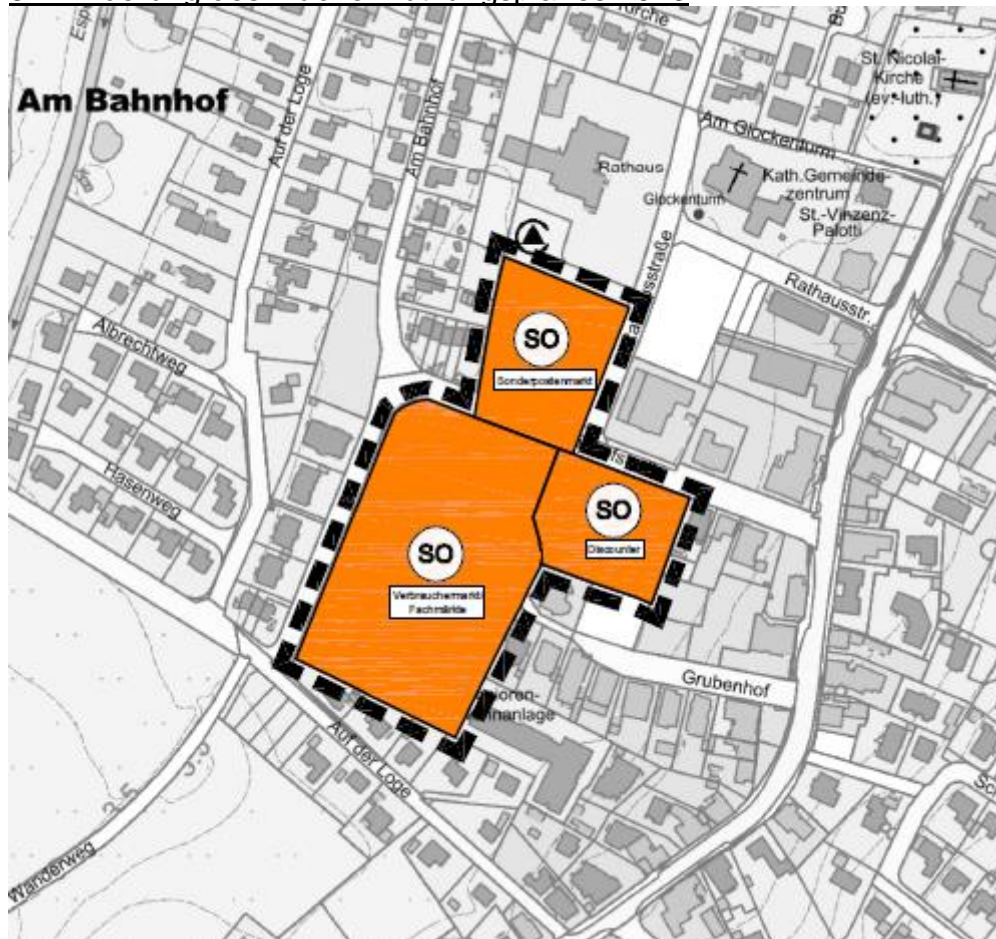 Kirche
St. Nicolai-
Kirche
(ev.-luth.)
Am Bahnhof
Auf der Loge
Am Bahnhof
Am Glockenturm
Rathaus
Kath. Gemeinde-
zentrum
St.-Vinzenz-
Palotti
Glockenturm
Rathausstr.
Albrechtweg
SO
Sonderpostenmarkt
Hasenweg
SO
Discounter
SO
Verbrauchermarkt/
Fachmärkte
Grubenhof
Auf der Loge
Wanderweg